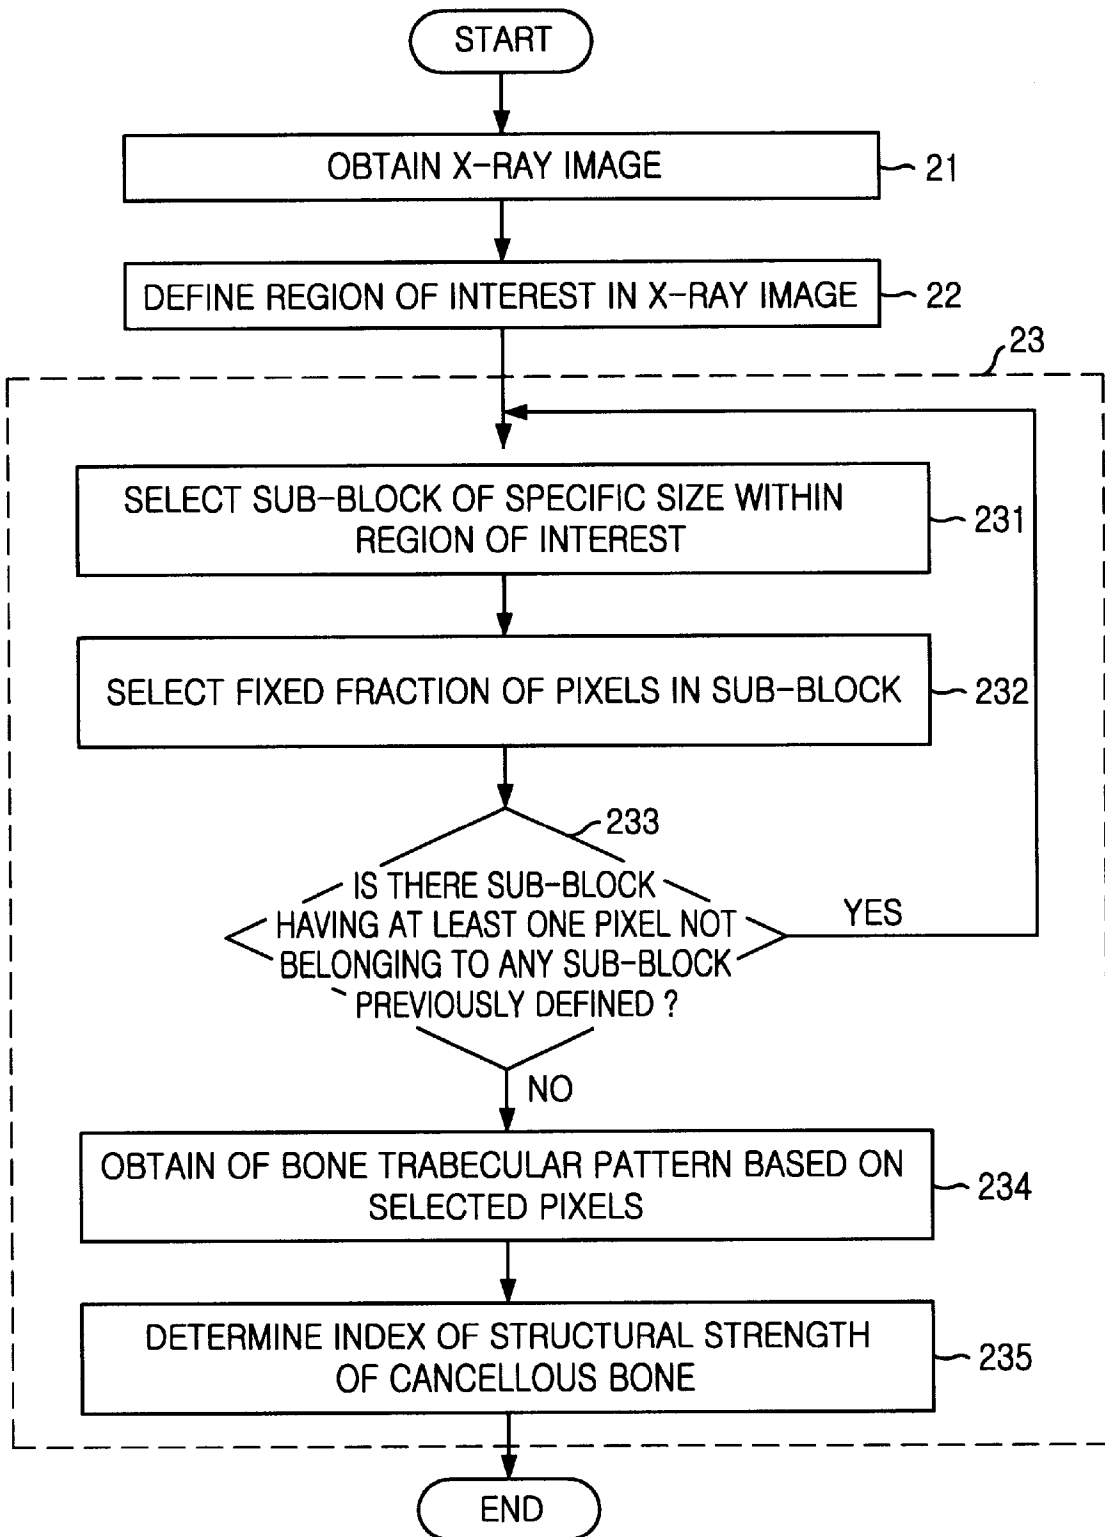 START
OBTAIN X-RAY IMAGE
21
DEFINE REGION OF INTEREST IN X-RAY IMAGE
22
23
SELECT SUB-BLOCK OF SPECIFIC SIZE WITHIN
REGION OF INTEREST
231
SELECT FIXED FRACTION OF PIXELS IN SUB-BLOCK
232
233
IS THERE SUB-BLOCK
HAVING AT LEAST ONE PIXEL NOT
BELONGING TO ANY SUB-BLOCK
PREVIOUSLY DEFINED ?
YES
NO
OBTAIN OF BONE TRABECULAR PATTERN BASED ON
SELECTED PIXELS
234
DETERMINE INDEX OF STRUCTURAL STRENGTH
OF CANCELLOUS BONE
235
END